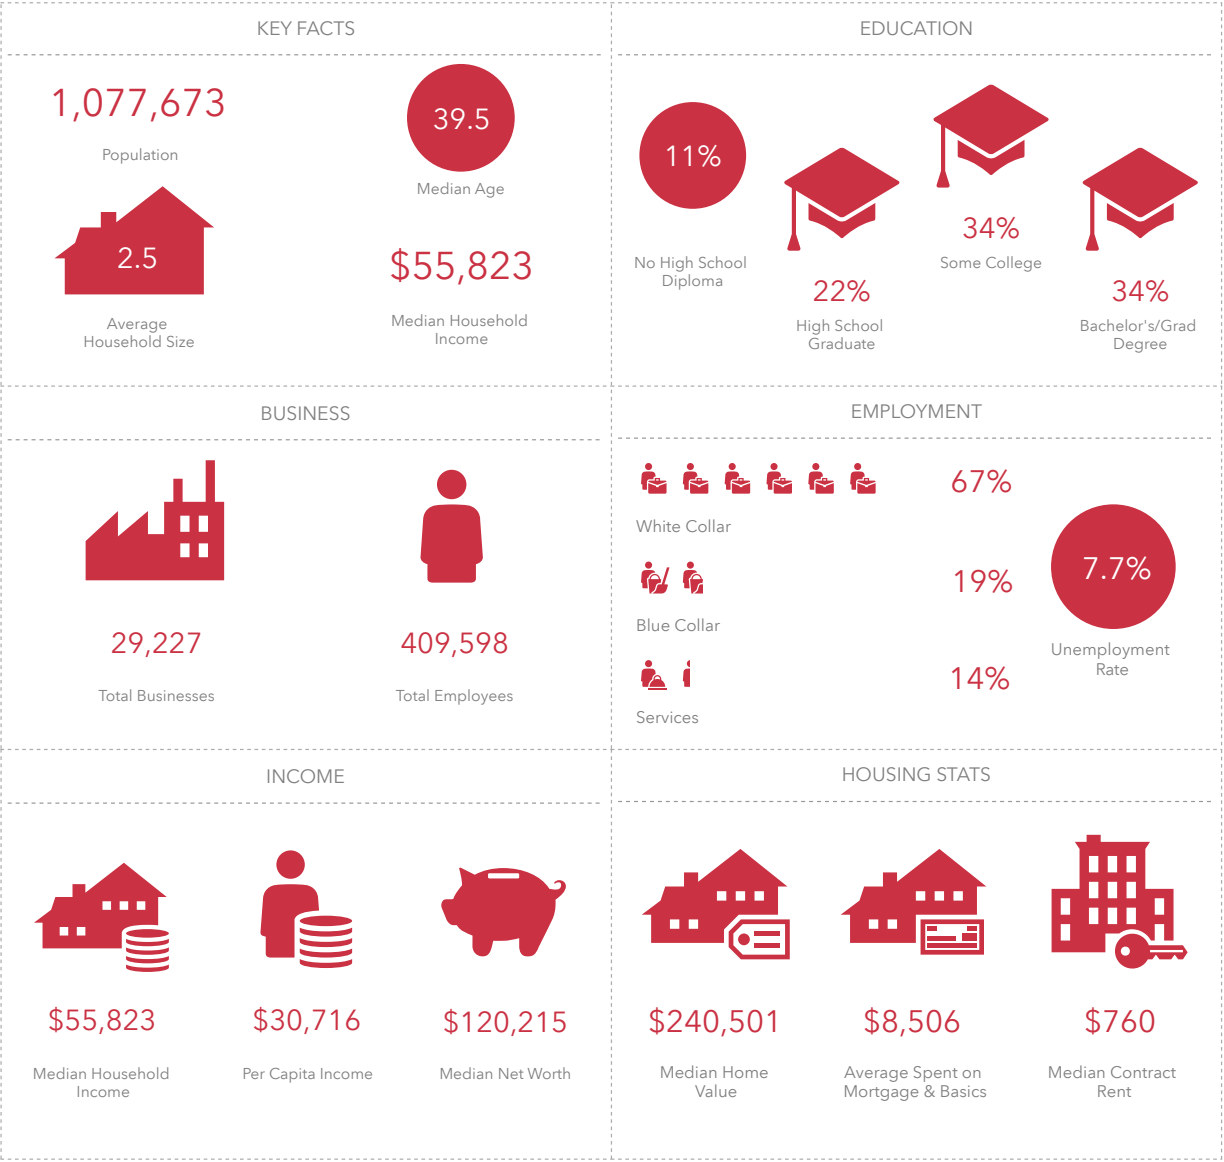 KEY FACTS
1,077,673
Population
39.5
Median Age
2.5
Average
Household Size
$55,823
Median Household
Income
EDUCATION
11%
No High School
Diploma
22%
High School
Graduate
34%
Some College
34%
Bachelor's/Grad
Degree
BUSINESS
29,227
Total Businesses
409,598
Total Employees
EMPLOYMENT
67%
White Collar
19%
Blue Collar
14%
Services
7.7%
Unemployment
Rate
INCOME
$55,823
Median Household
Income
$30,716
Per Capita Income
$120,215
Median Net Worth
HOUSING STATS
$240,501
Median Home
Value
$8,506
Average Spent on
Mortgage & Basics
$760
Median Contract
Rent